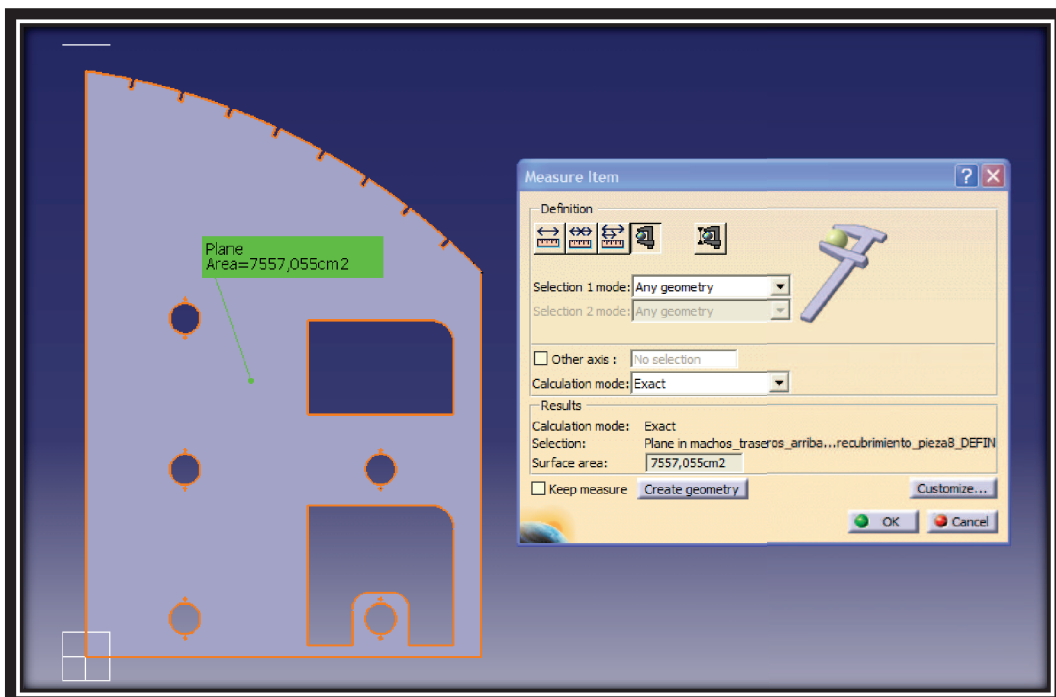 Plane
Area=7557,055cm2
Measure Item
Definition
Selection 1 mode: Any geometry
Selection 2 mode: Any geometry
Other axis : No selection
Calculation mode: Exact
Results
Calculation mode: Exact
Selection: Plane in machos_traseros_arriba...recubrimiento_pieza8_DEFIN
Surface area: 7557,055cm2
Keep measure Create geometry Customize...
OK Cancel